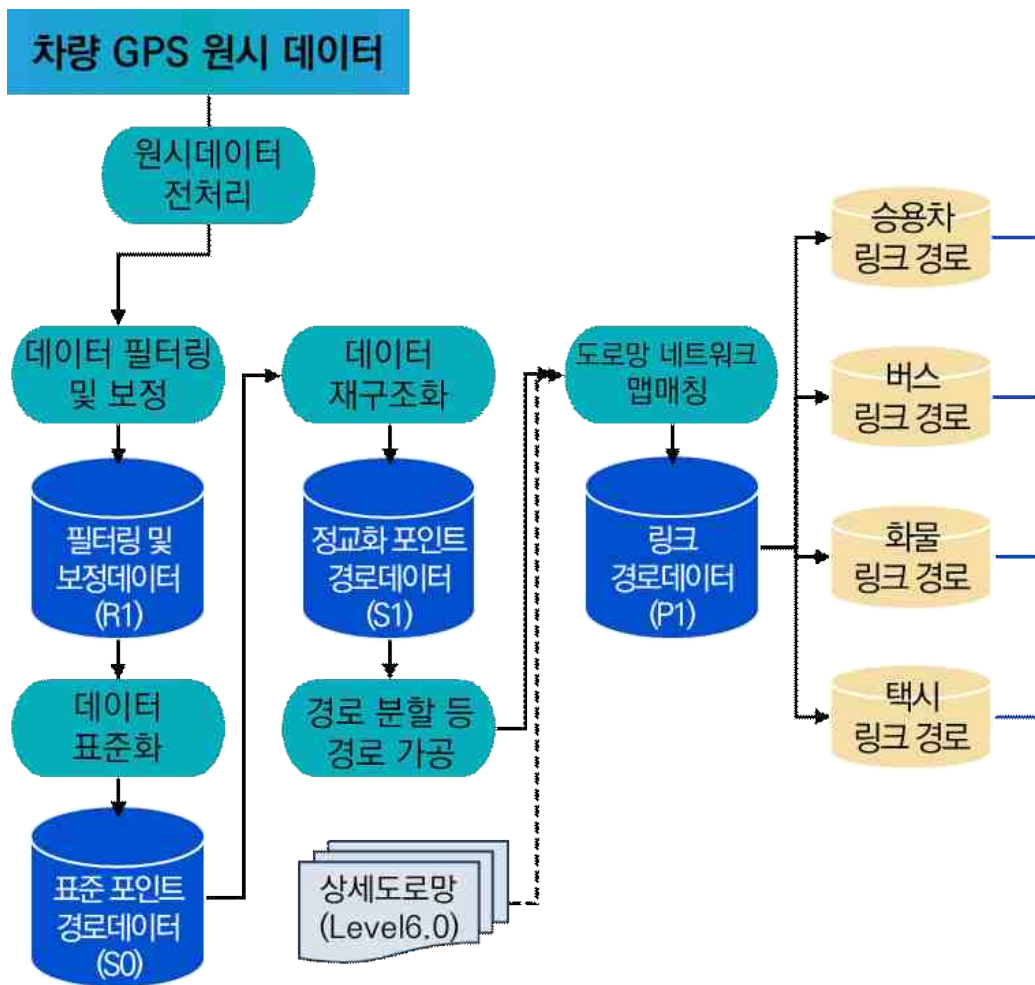 차량 GPS 원시 데이터
원시데이터
전처리
데이터 필터링
및 보정
필터링 및
보정데이터
(R1)
데이터
표준화
표준 포인트
경로데이터
(S0)
데이터
재구조화
정교화 포인트
경로데이터
(S1)
경로 분할 등
경로 가공
상세도로망
(Level6.0)
도로망 네트워크
맵매칭
링크
경로데이터
(P1)
승용차
링크 경로
버스
링크 경로
화물
링크 경로
택시
링크 경로